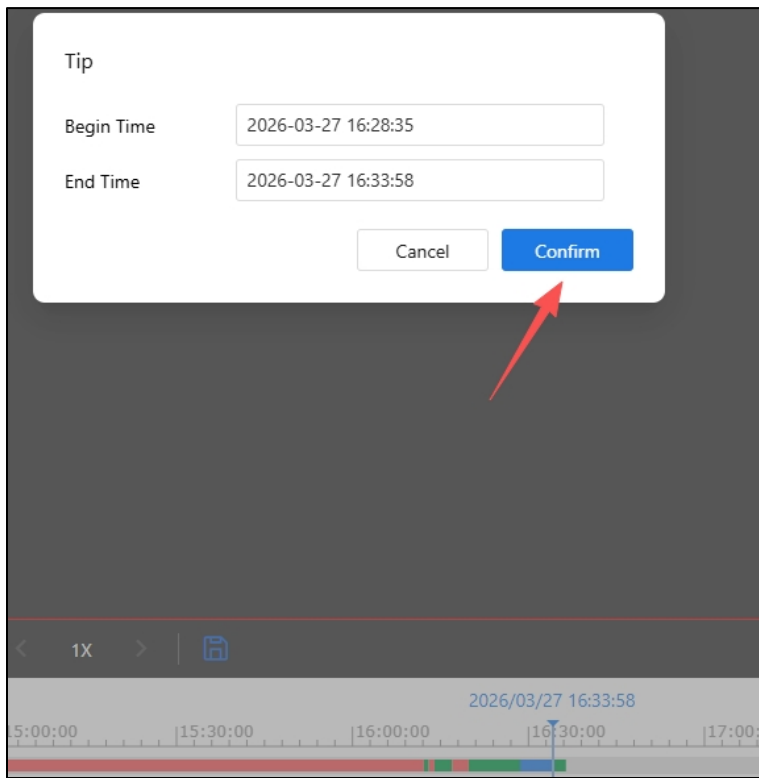 Tip
Begin Time 2026-03-27 16:28:35
End Time 2026-03-27 16:33:58
Cancel Confirm
1X
2026/03/27 16:33:58
15:00:00 15:30:00 16:00:00 16:30:00 17:00: